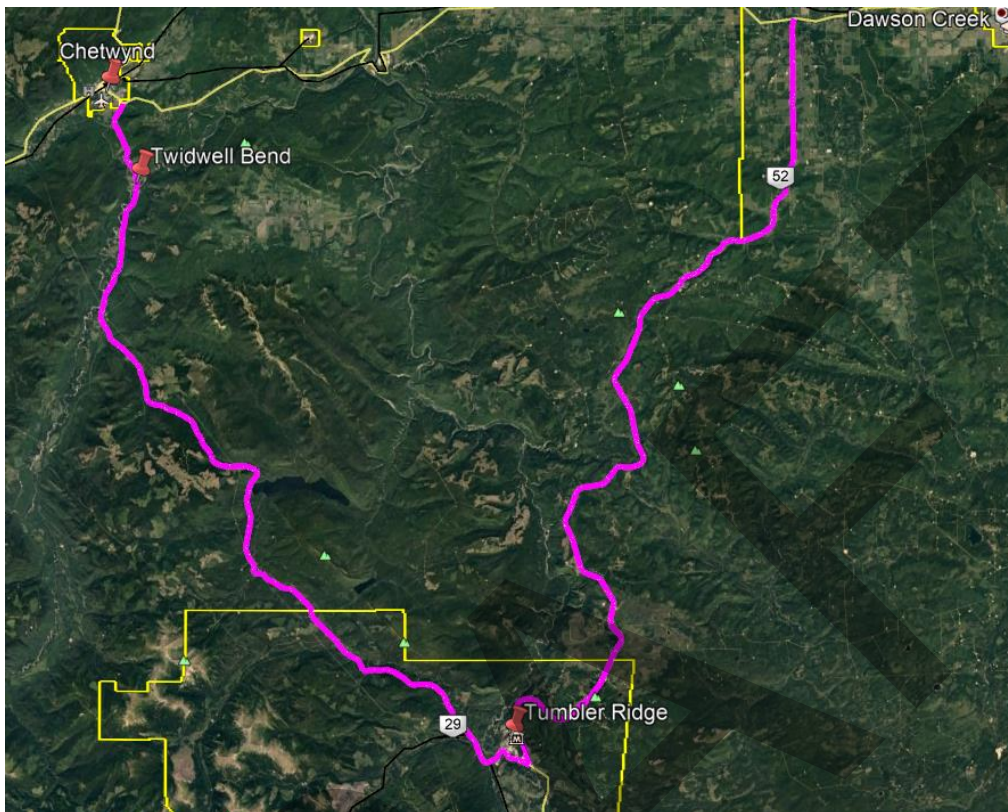 Dawson Creek
Chetwynd
H
Twidwell Bend
52
Tumbler Ridge
29
M